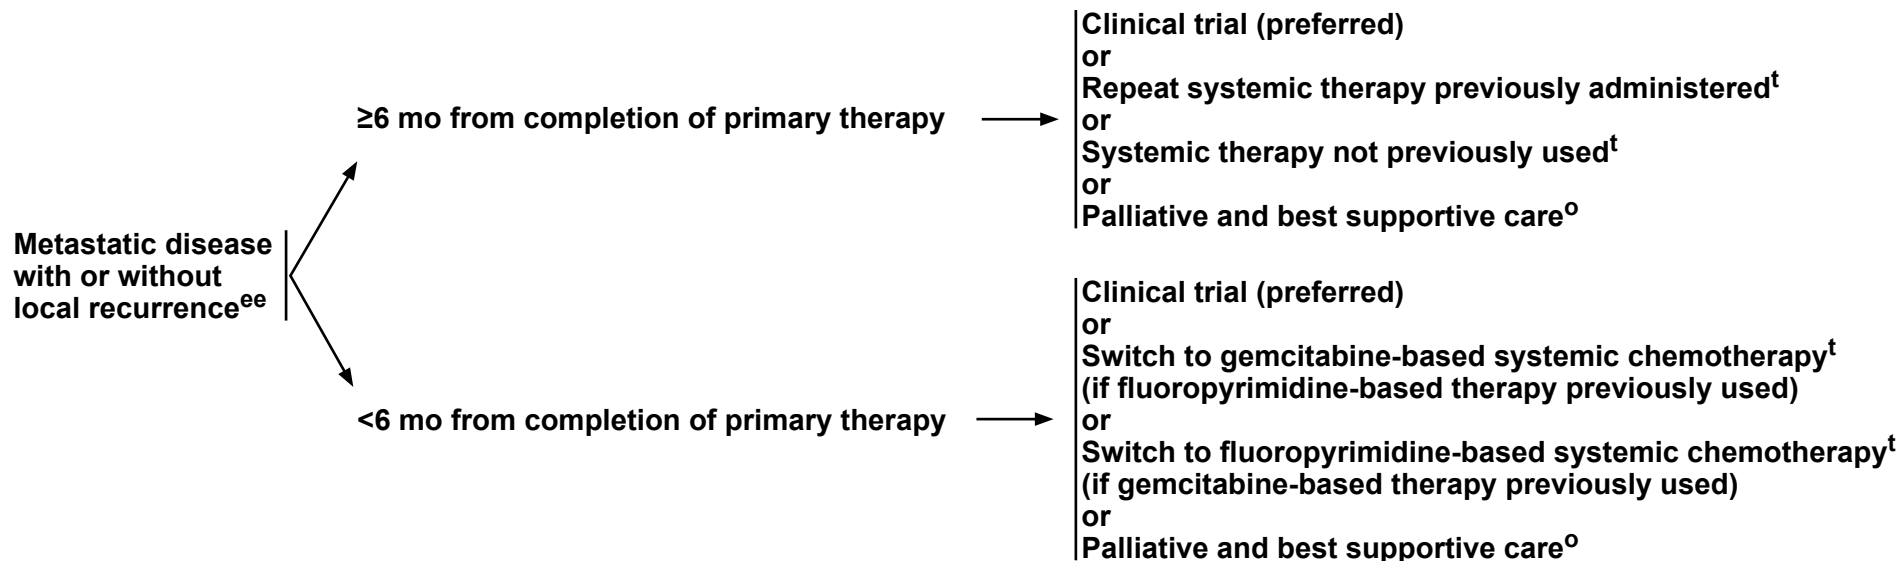 Metastatic disease
with or without
local recurrence^ee
≥6 mo from completion of primary therapy
Clinical trial (preferred)
or
Repeat systemic therapy previously administered^t
or
Systemic therapy not previously used^t
or
Palliative and best supportive care^o
<6 mo from completion of primary therapy
Clinical trial (preferred)
or
Switch to gemcitabine-based systemic chemotherapy^t
(if fluoropyrimidine-based therapy previously used)
or
Switch to fluoropyrimidine-based systemic chemotherapy^t
(if gemcitabine-based therapy previously used)
or
Palliative and best supportive care^o